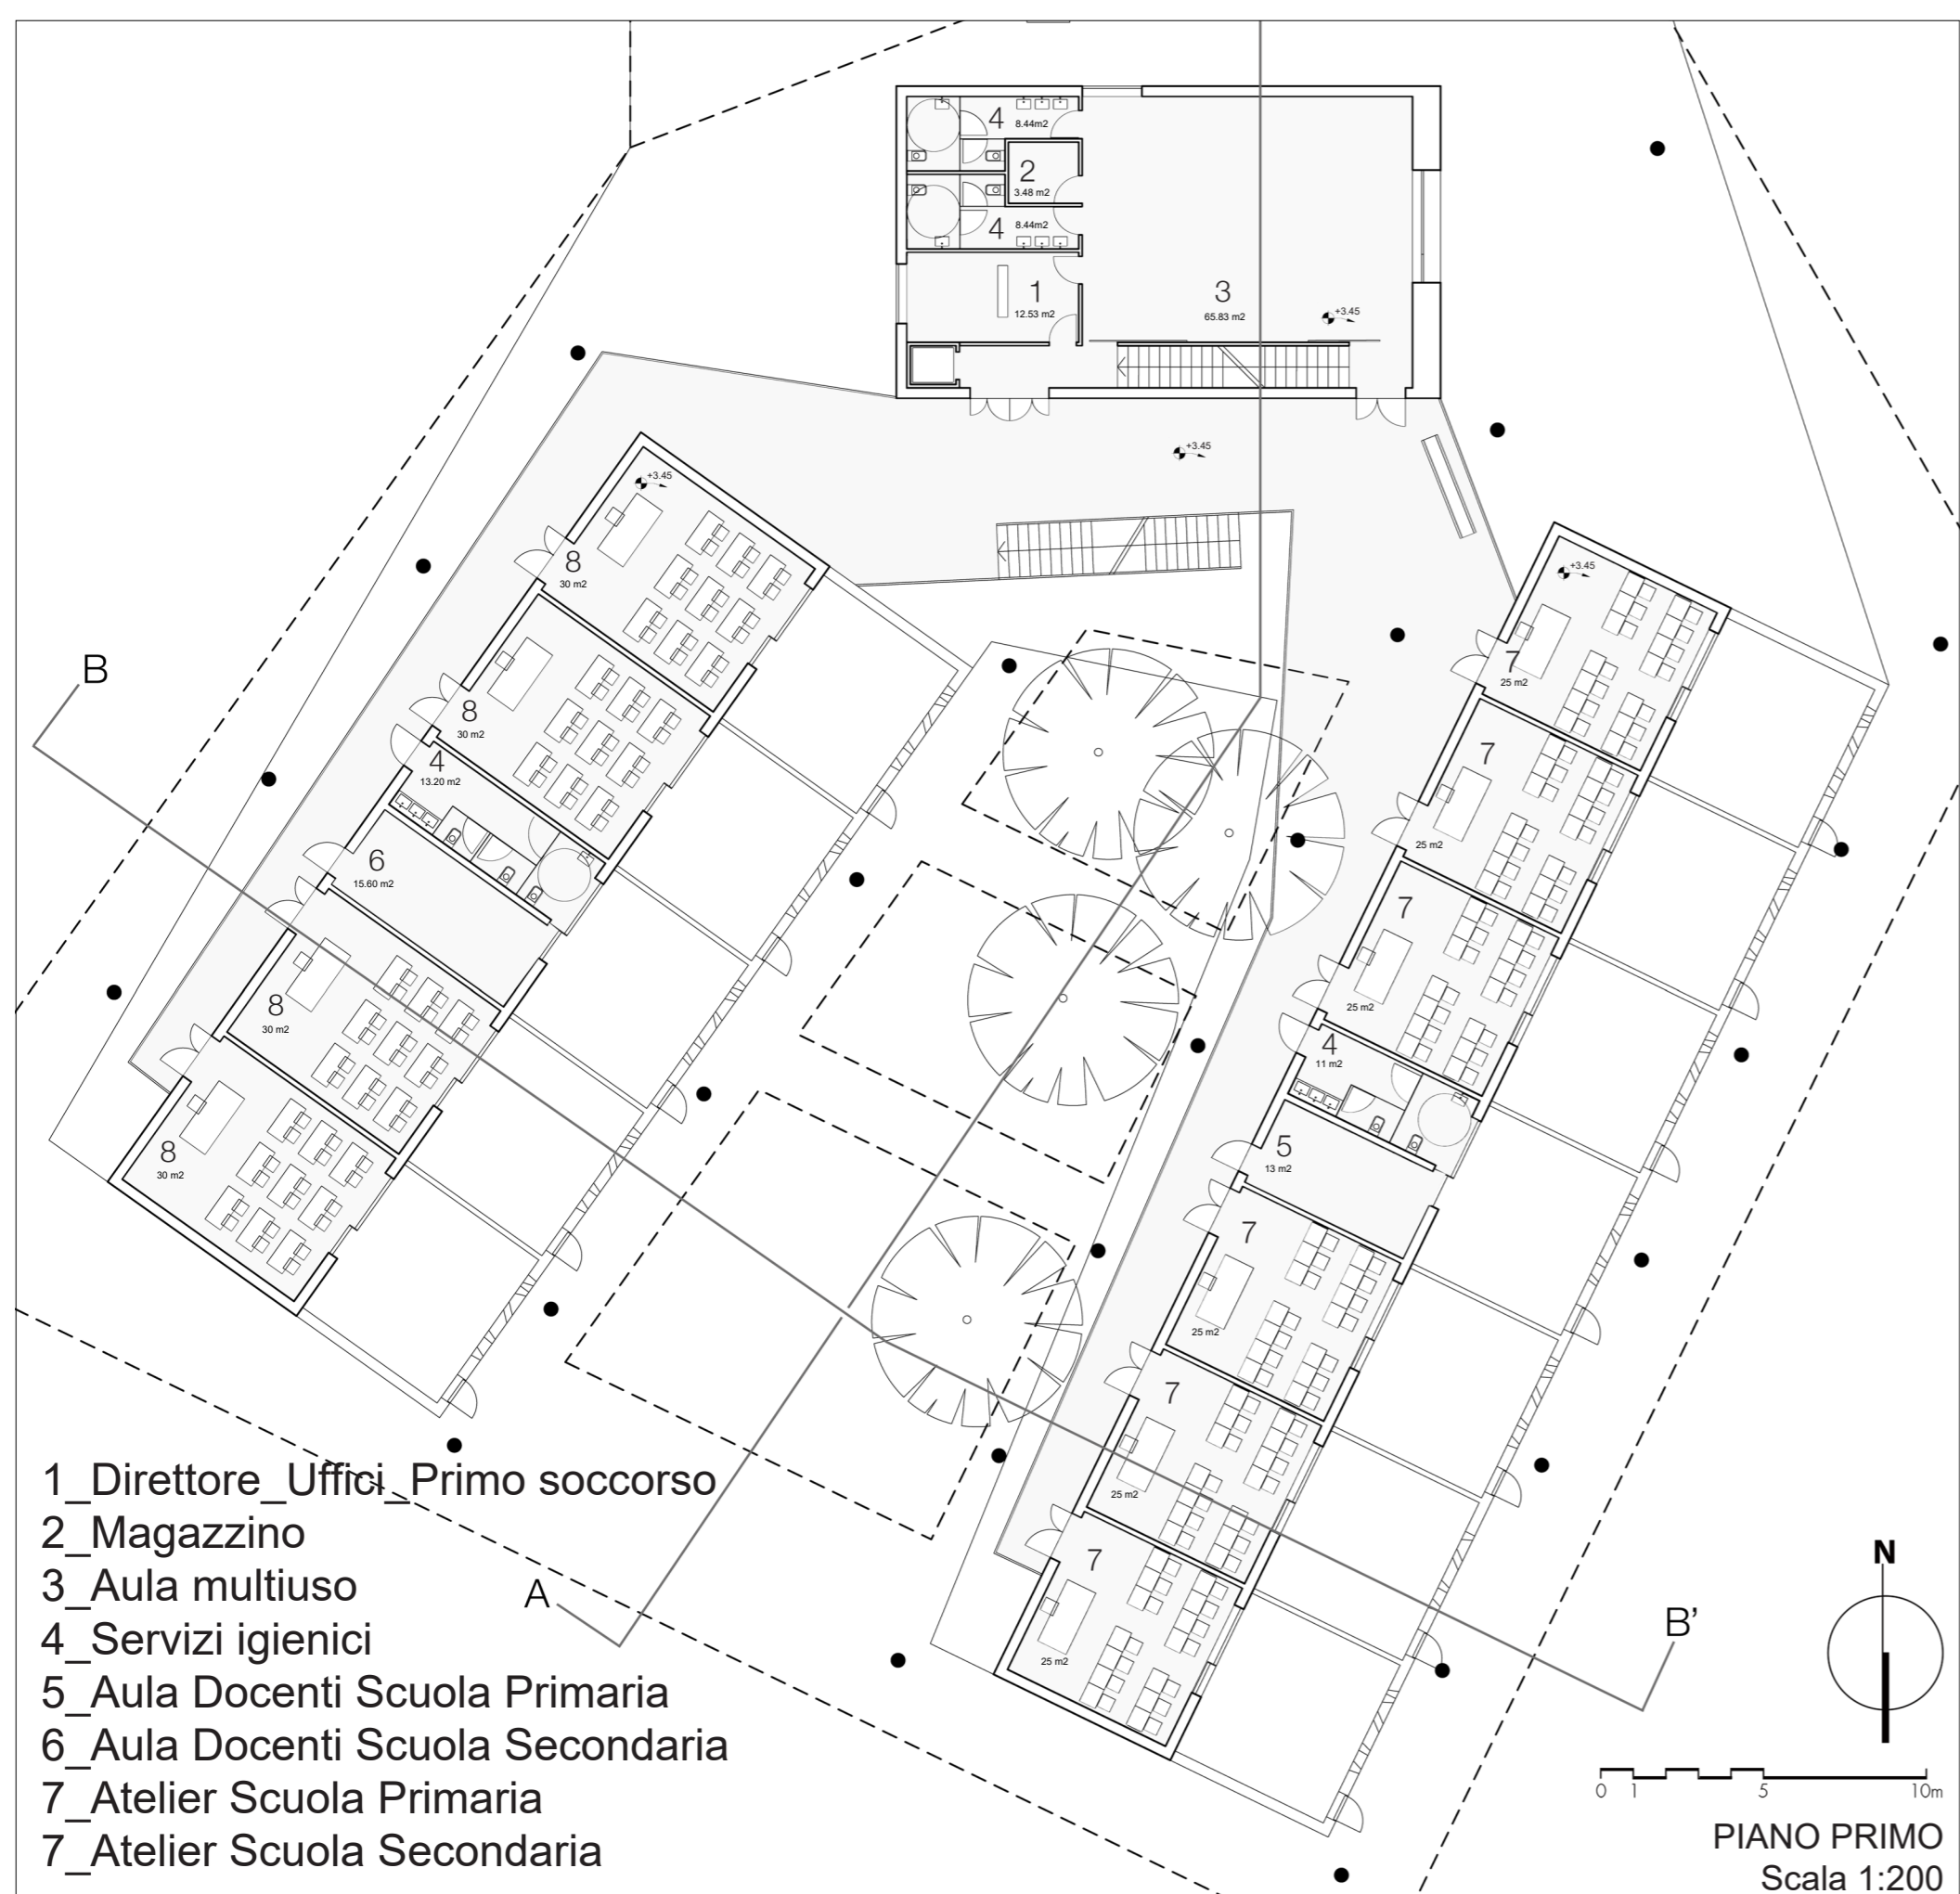 4 8.44m2
2
3.48 m2
4 8.44m2
1
12.53 m2
3
65.83 m2
+3.45
+3.45
+3.45
8
30 m2
+3.45
7
25 m2
B
8
30 m2
4
13.20 m2
7
25 m2
6
15.60 m2
7
25 m2
8
30 m2
4
11 m2
8
30 m2
5
13 m2
7
25 m2
7
25 m2
7
25 m2
A
B’
1_Direttore_Uffici_Primo soccorso
2_Magazzino
3_Aula multiuso
4_Servizi igienici
5_Aula Docenti Scuola Primaria
6_Aula Docenti Scuola Secondaria
7_Atelier Scuola Primaria
7_Atelier Scuola Secondaria
N
0 1 5 10m
PIANO PRIMO
Scala 1:200